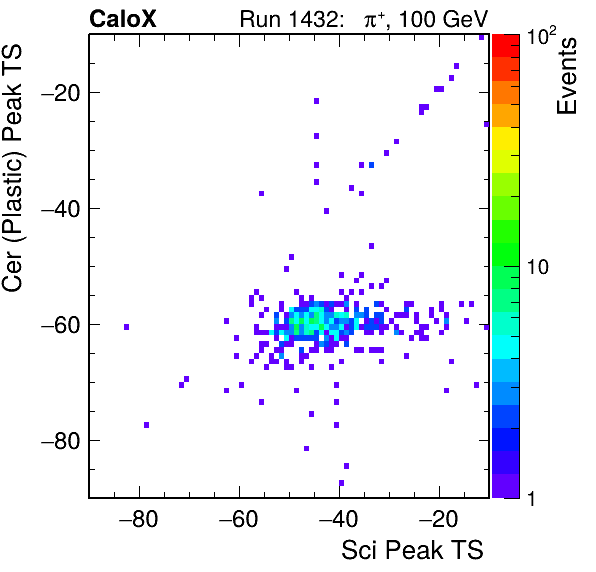 CaloX Run 1432: π⁺, 100 GeV
Cer (Plastic) Peak TS
−20
−40
−60
−80
−80 −60 −40 −20
Sci Peak TS
10²
10
1
Events